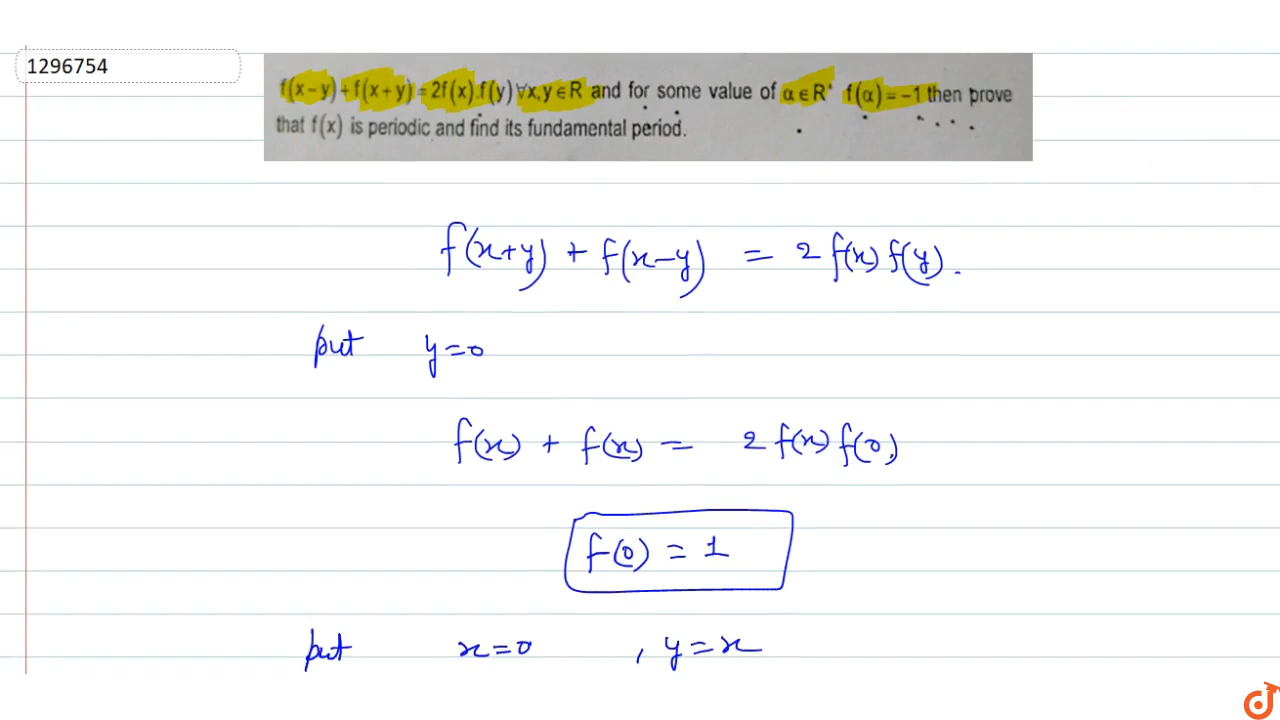 1296754
f(x−y)+f(x+y) = 2f(x).f(y) ∀x,y∈R and for some value of α∈R⁺ f(α)=−1 then prove
that f(x) is periodic and find its fundamental period.
f(x+y) + f(x−y) = 2 f(x) f(y).
put y=0
f(x) + f(x) = 2 f(x) f(0)
f(0) = 1
put x=0 , y=x